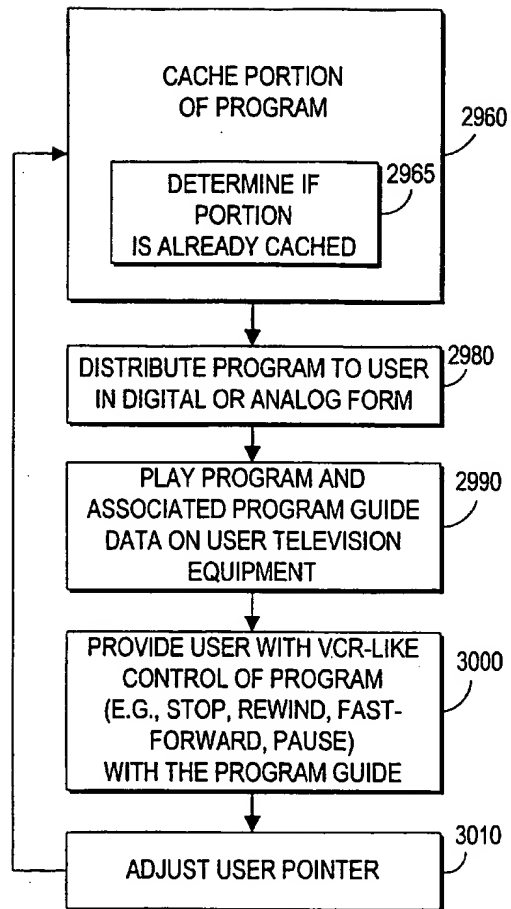 CACHE PORTION
OF PROGRAM
2960
2965
DETERMINE IF
PORTION
IS ALREADY CACHED
2980
DISTRIBUTE PROGRAM TO USER
IN DIGITAL OR ANALOG FORM
2990
PLAY PROGRAM AND
ASSOCIATED PROGRAM GUIDE
DATA ON USER TELEVISION
EQUIPMENT
3000
PROVIDE USER WITH VCR-LIKE
CONTROL OF PROGRAM
(E.G., STOP, REWIND, FAST-
FORWARD, PAUSE)
WITH THE PROGRAM GUIDE
3010
ADJUST USER POINTER